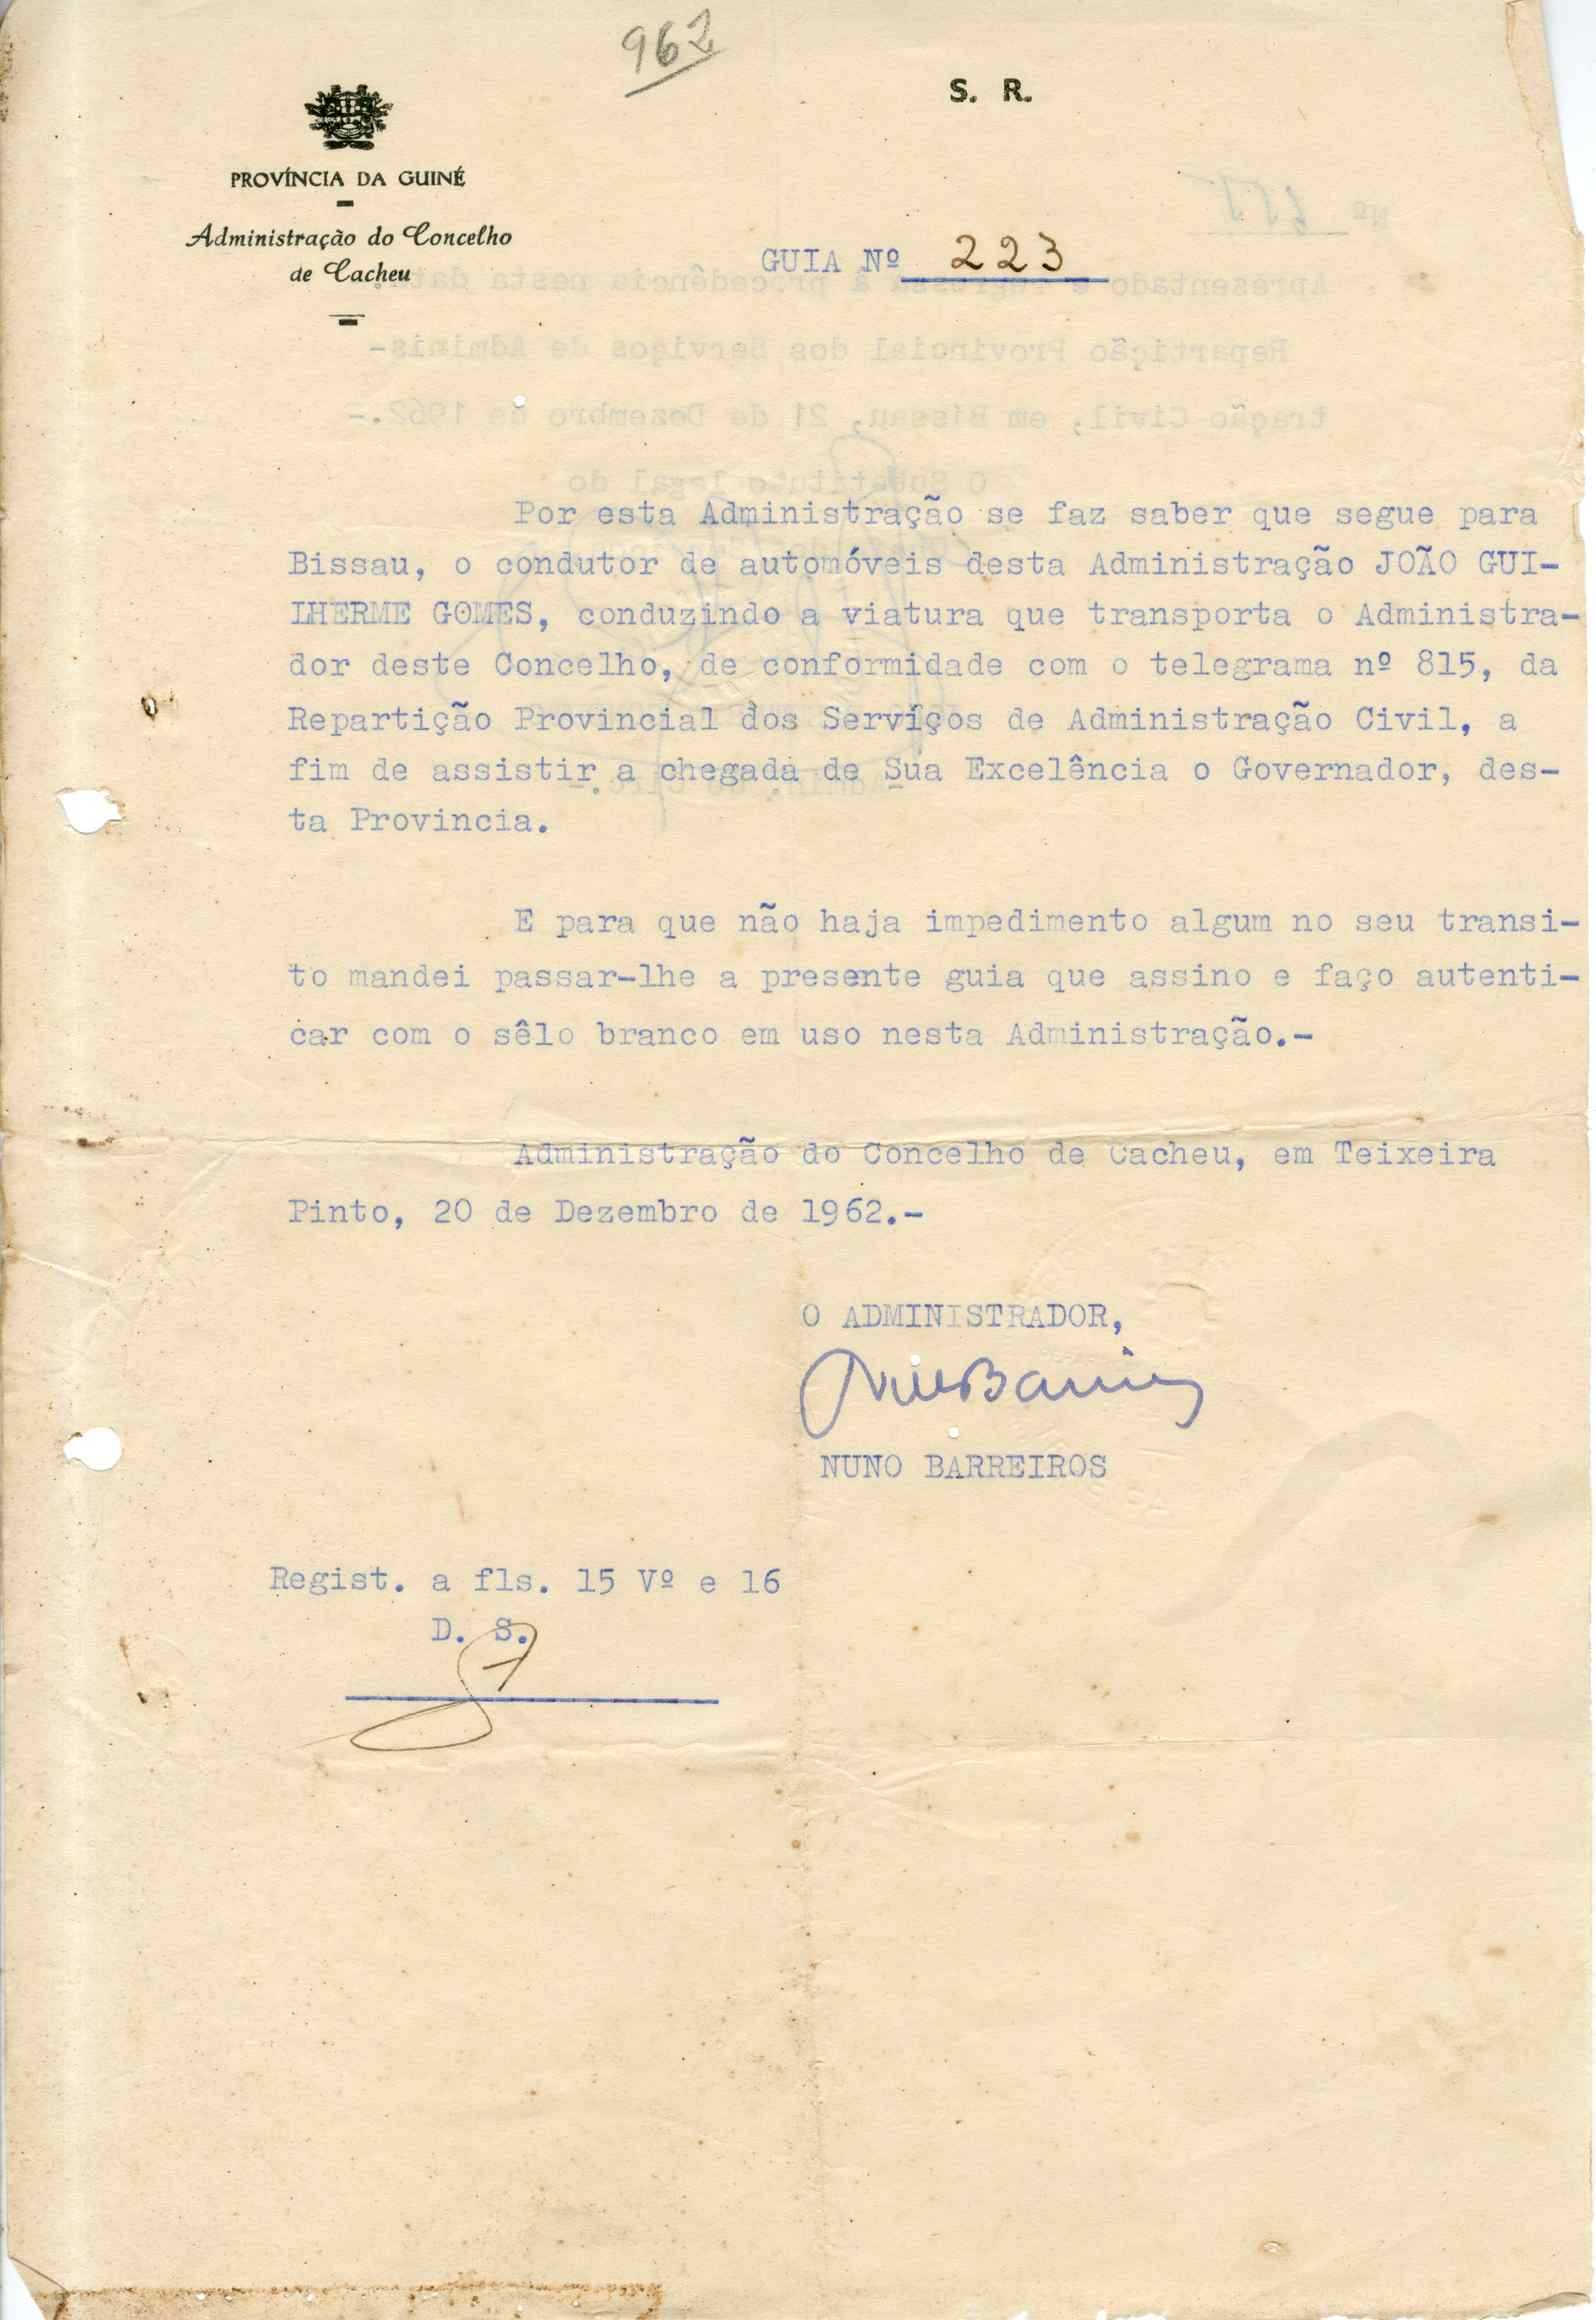 962
S. R.
PROVÍNCIA DA GUINÉ
Administração do Concelho
de Cacheu
GUIA Nº 223
Por esta Administração se faz saber que segue para
Bissau, o condutor de automóveis desta Administração JOÃO GUI-
LHERME GOMES, conduzindo a viatura que transporta o Administra-
dor deste Concelho, de conformidade com o telegrama nº 815, da
Repartição Provincial dos Serviços de Administração Civil, a
fim de assistir a chegada de Sua Excelência o Governador, des-
ta Provincia.
E para que não haja impedimento algum no seu transi-
to mandei passar-lhe a presente guia que assino e faço autenti-
car com o sêlo branco em uso nesta Administração.-
Administração do Concelho de Cacheu, em Teixeira
Pinto, 20 de Dezembro de 1962.-
O ADMINISTRADOR,
NUNO BARREIROS
Regist. a fls. 15 Vº e 16
D. S.